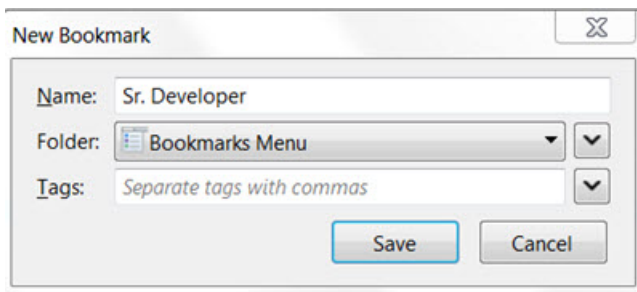 New Bookmark
Name: Sr. Developer
Folder: Bookmarks Menu
Tags: Separate tags with commas
Save Cancel